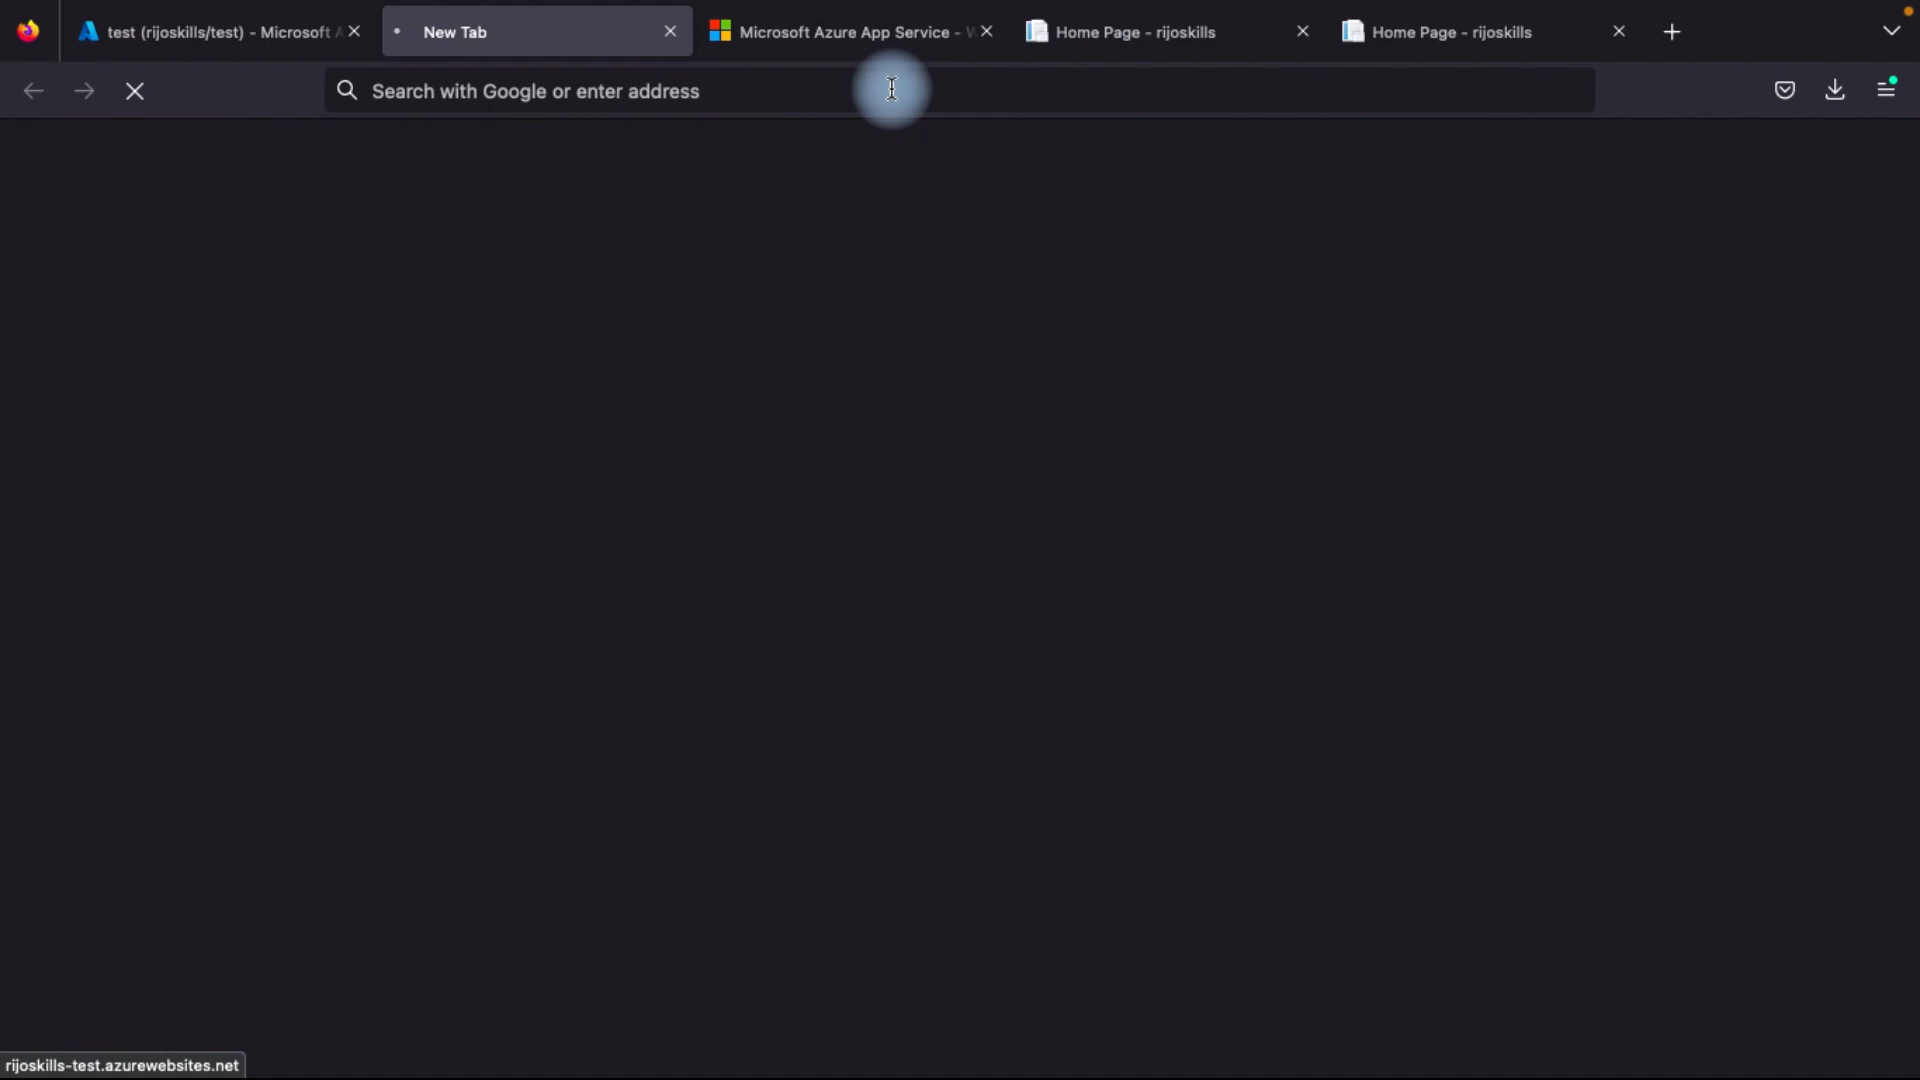 test (rijoskills/test) - Microsoft A
New Tab
Microsoft Azure App Service - W
Home Page - rijoskills
Home Page - rijoskills
Search with Google or enter address
rijoskills-test.azurewebsites.net